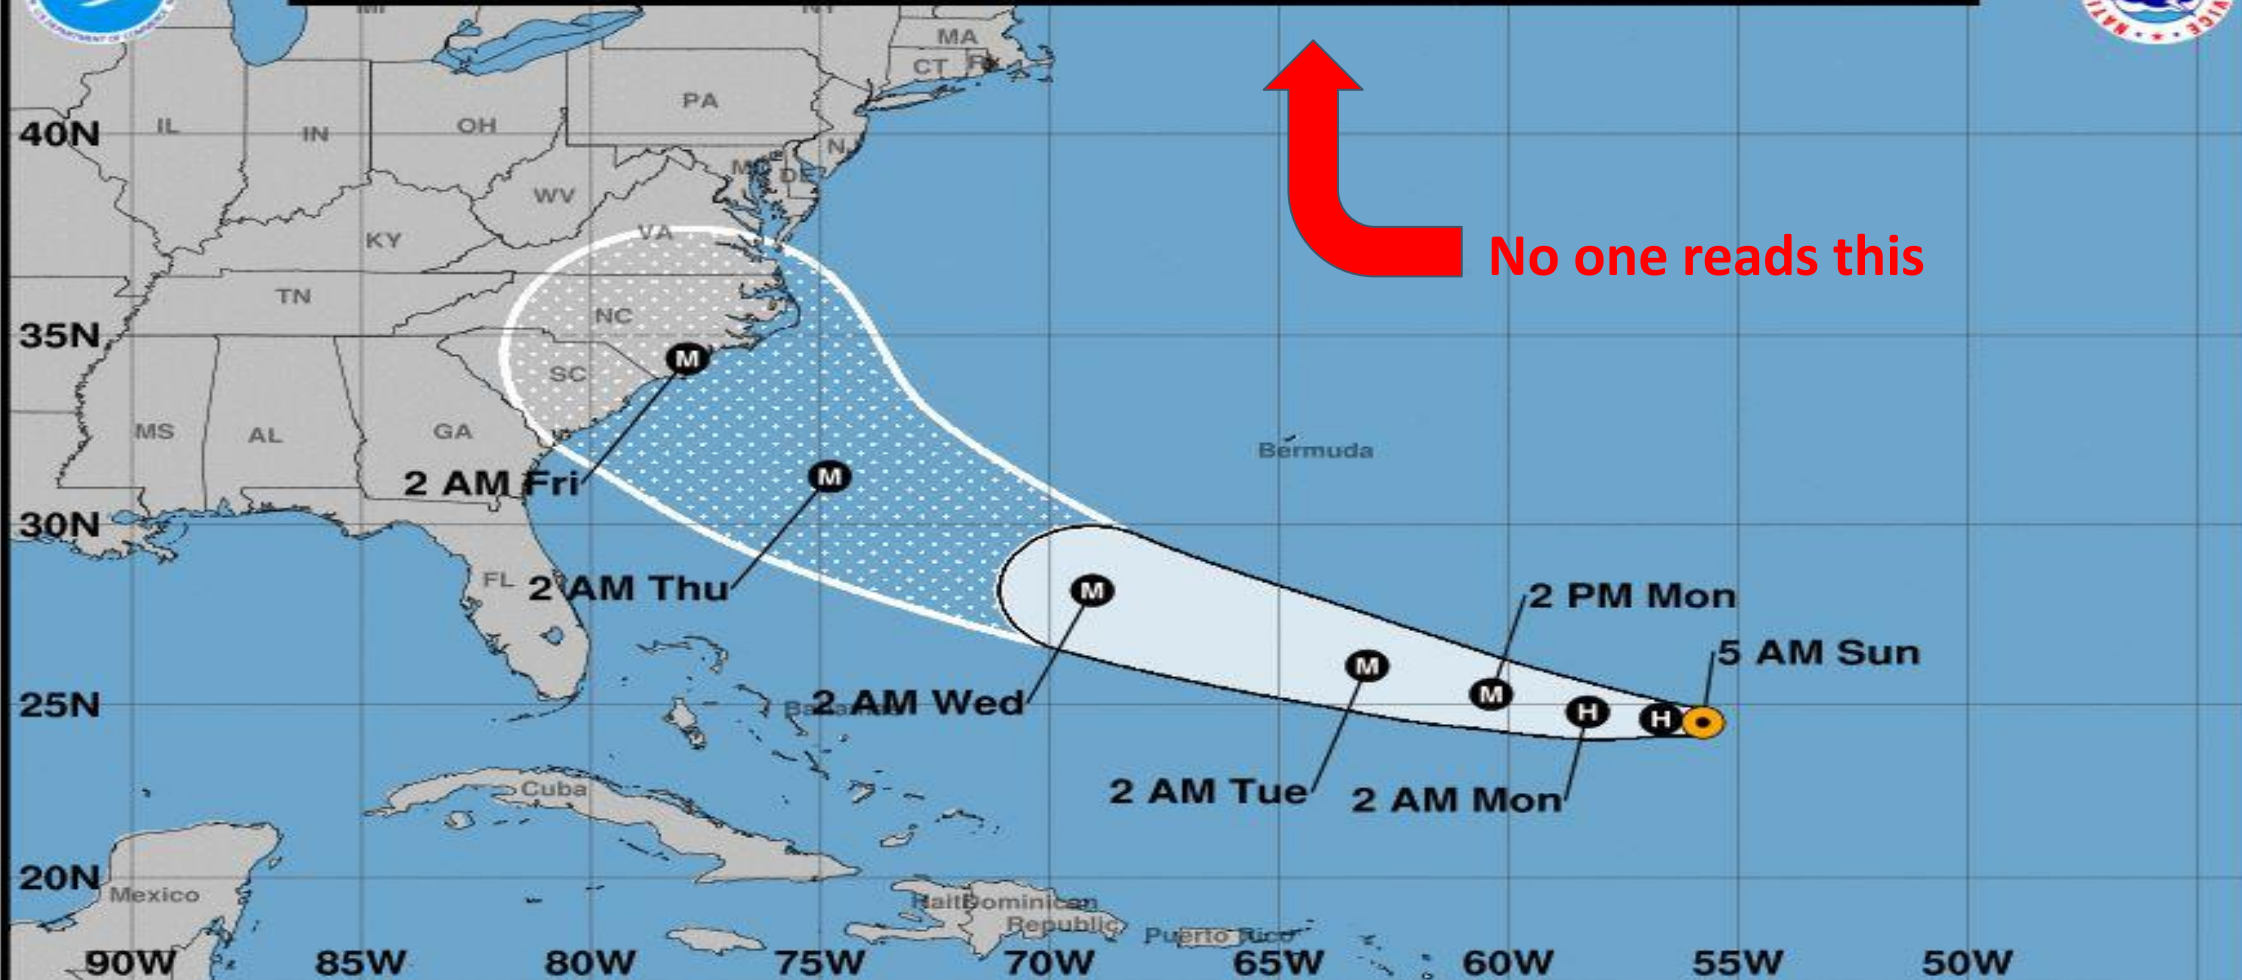 MI
NY
MA
CT
RI
PA
40N
IL
IN
OH
NJ
MD
DE
WV
VA
KY
No one reads this
TN
NC
35N
SC
MS
AL
GA
Bermuda
2 AM Fri
30N
FL
2 AM Thu
2 PM Mon
5 AM Sun
25N
Bahamas
2 AM Wed
M
M
M
M
M
H
H
Cuba
2 AM Tue
2 AM Mon
20N
Mexico
Haiti
Dominican
Republic
Puerto Rico
90W
85W
80W
75W
70W
65W
60W
55W
50W